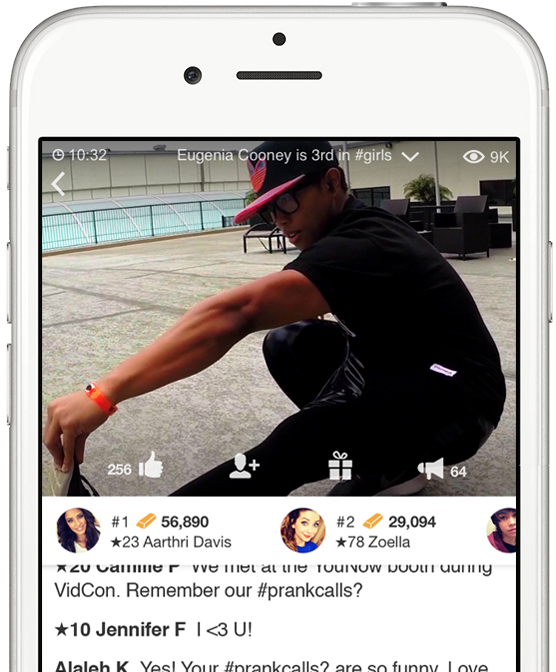 10:32 Eugenia Cooney is 3rd in #girls 9K
256 64
#1 56,890 #2 29,094
★23 Aarthri Davis ★78 Zoella
★20 Camille F We met at the YouNow booth during
VidCon. Remember our #prankcalls?
★10 Jennifer F I <3 U!
Alaleh K Yes! Your #prankcalls? are so funny. Love